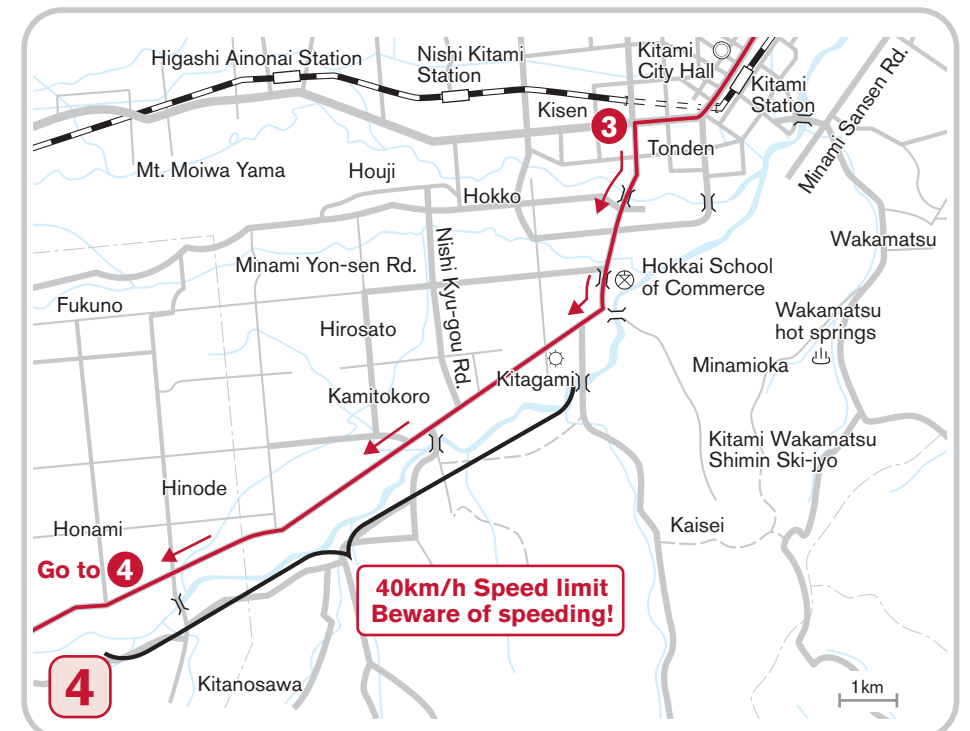 Higashi Ainonai Station
Nishi Kitami
Station
Kitami
City Hall
Kitami
Station
Minami Sansen Rd.
Kisen
3
Tonden
Mt. Moiwa Yama
Houji
Hokko
Wakamatsu
Minami Yon-sen Rd.
Nishi Kyu-gou Rd.
Hokkai School
of Commerce
Fukuno
Wakamatsu
hot springs
Hirosato
Minamioka
Kitagami
Kamitokoro
Kitami Wakamatsu
Shimin Ski-jyo
Hinode
Honami
Kaisei
Go to 4
40km/h Speed limit
Beware of speeding!
4
Kitanosawa
1km